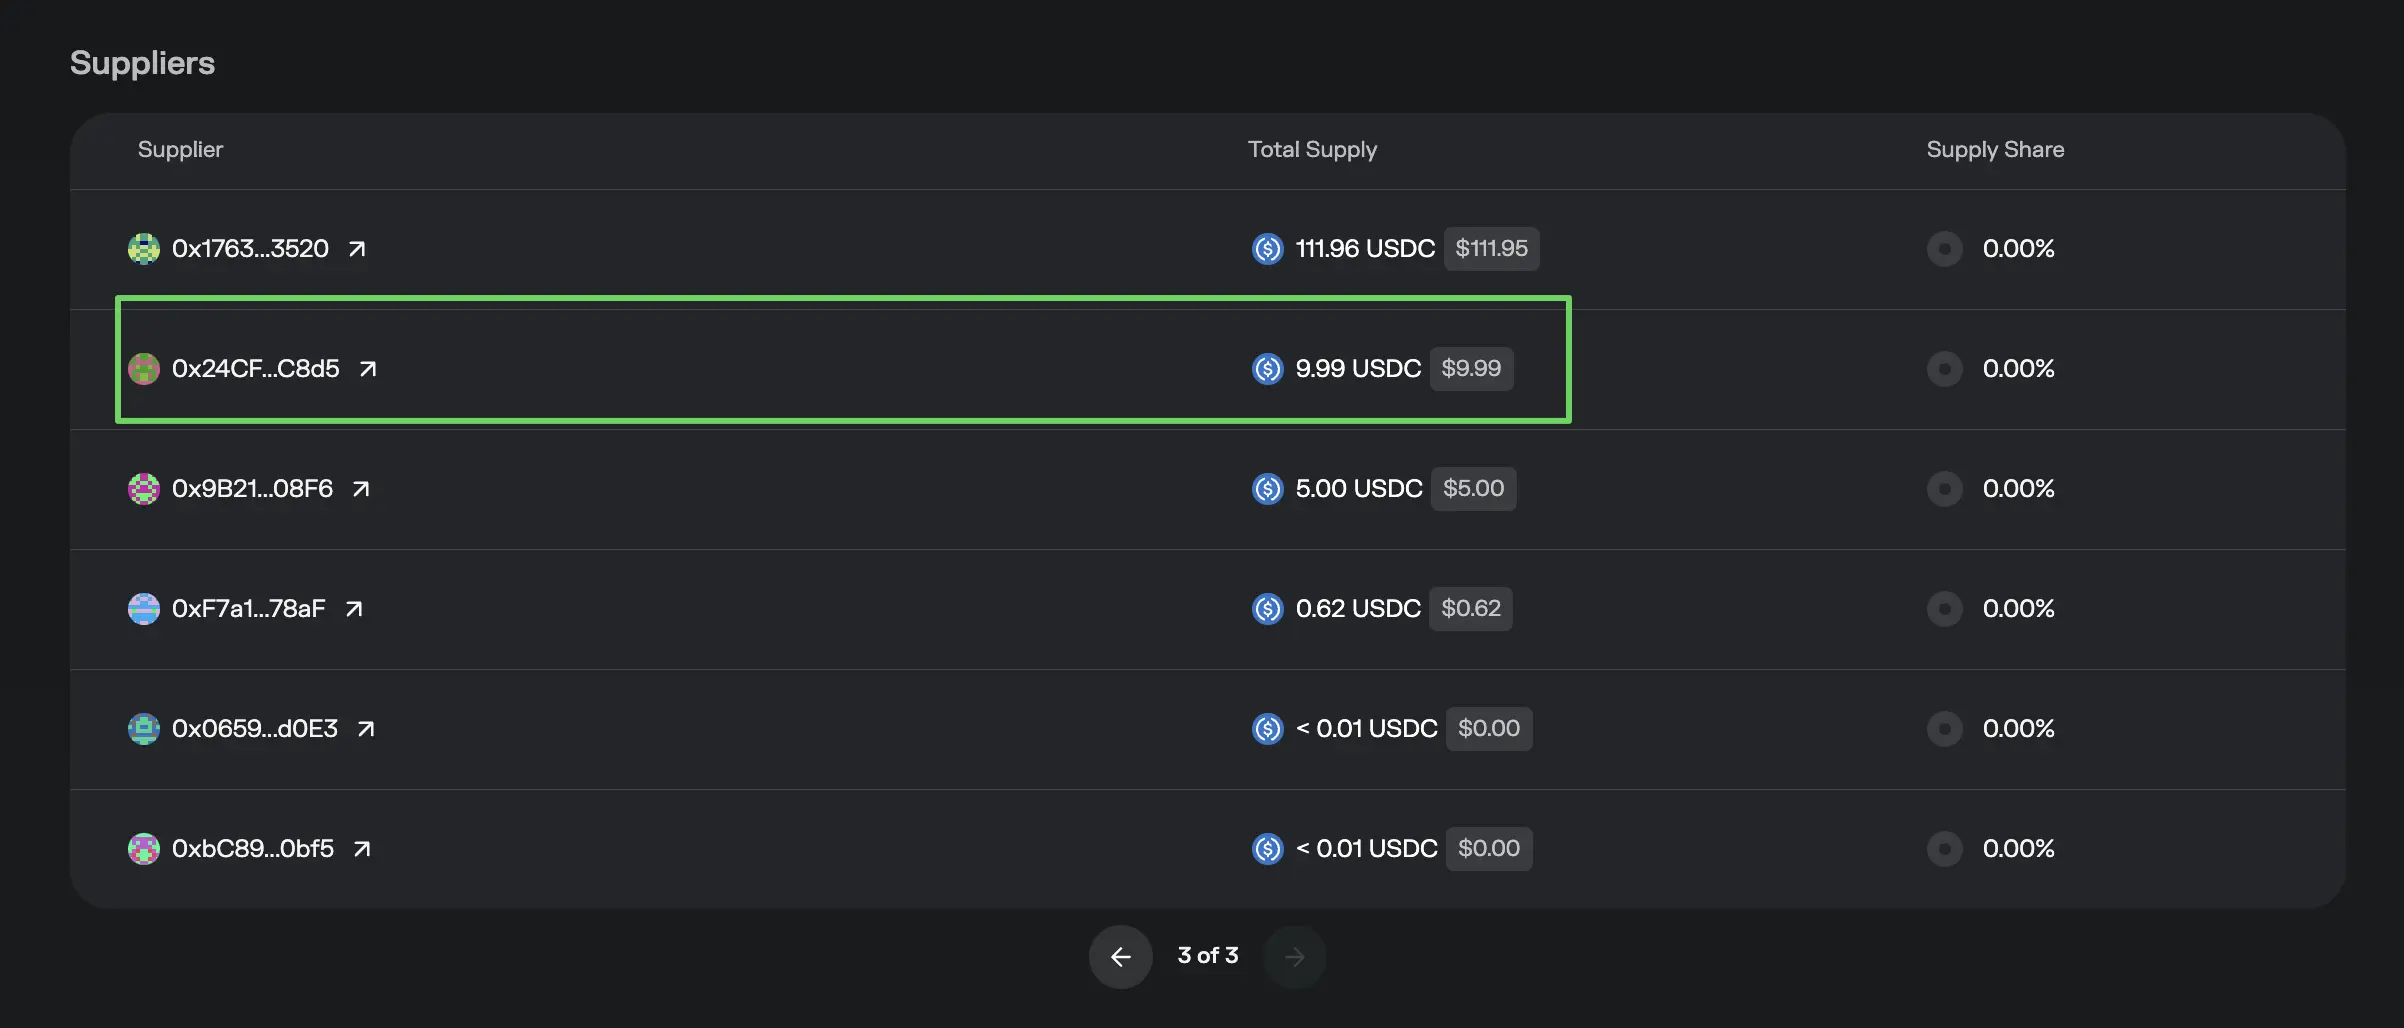 Suppliers
Supplier Total Supply Supply Share
0x1763...3520 111.96 USDC $111.95 0.00%
0x24CF...C8d5 9.99 USDC $9.99 0.00%
0x9B21...08F6 5.00 USDC $5.00 0.00%
0xF7a1...78aF 0.62 USDC $0.62 0.00%
0x0659...d0E3 < 0.01 USDC $0.00 0.00%
0xbC89...0bf5 < 0.01 USDC $0.00 0.00%
3 of 3